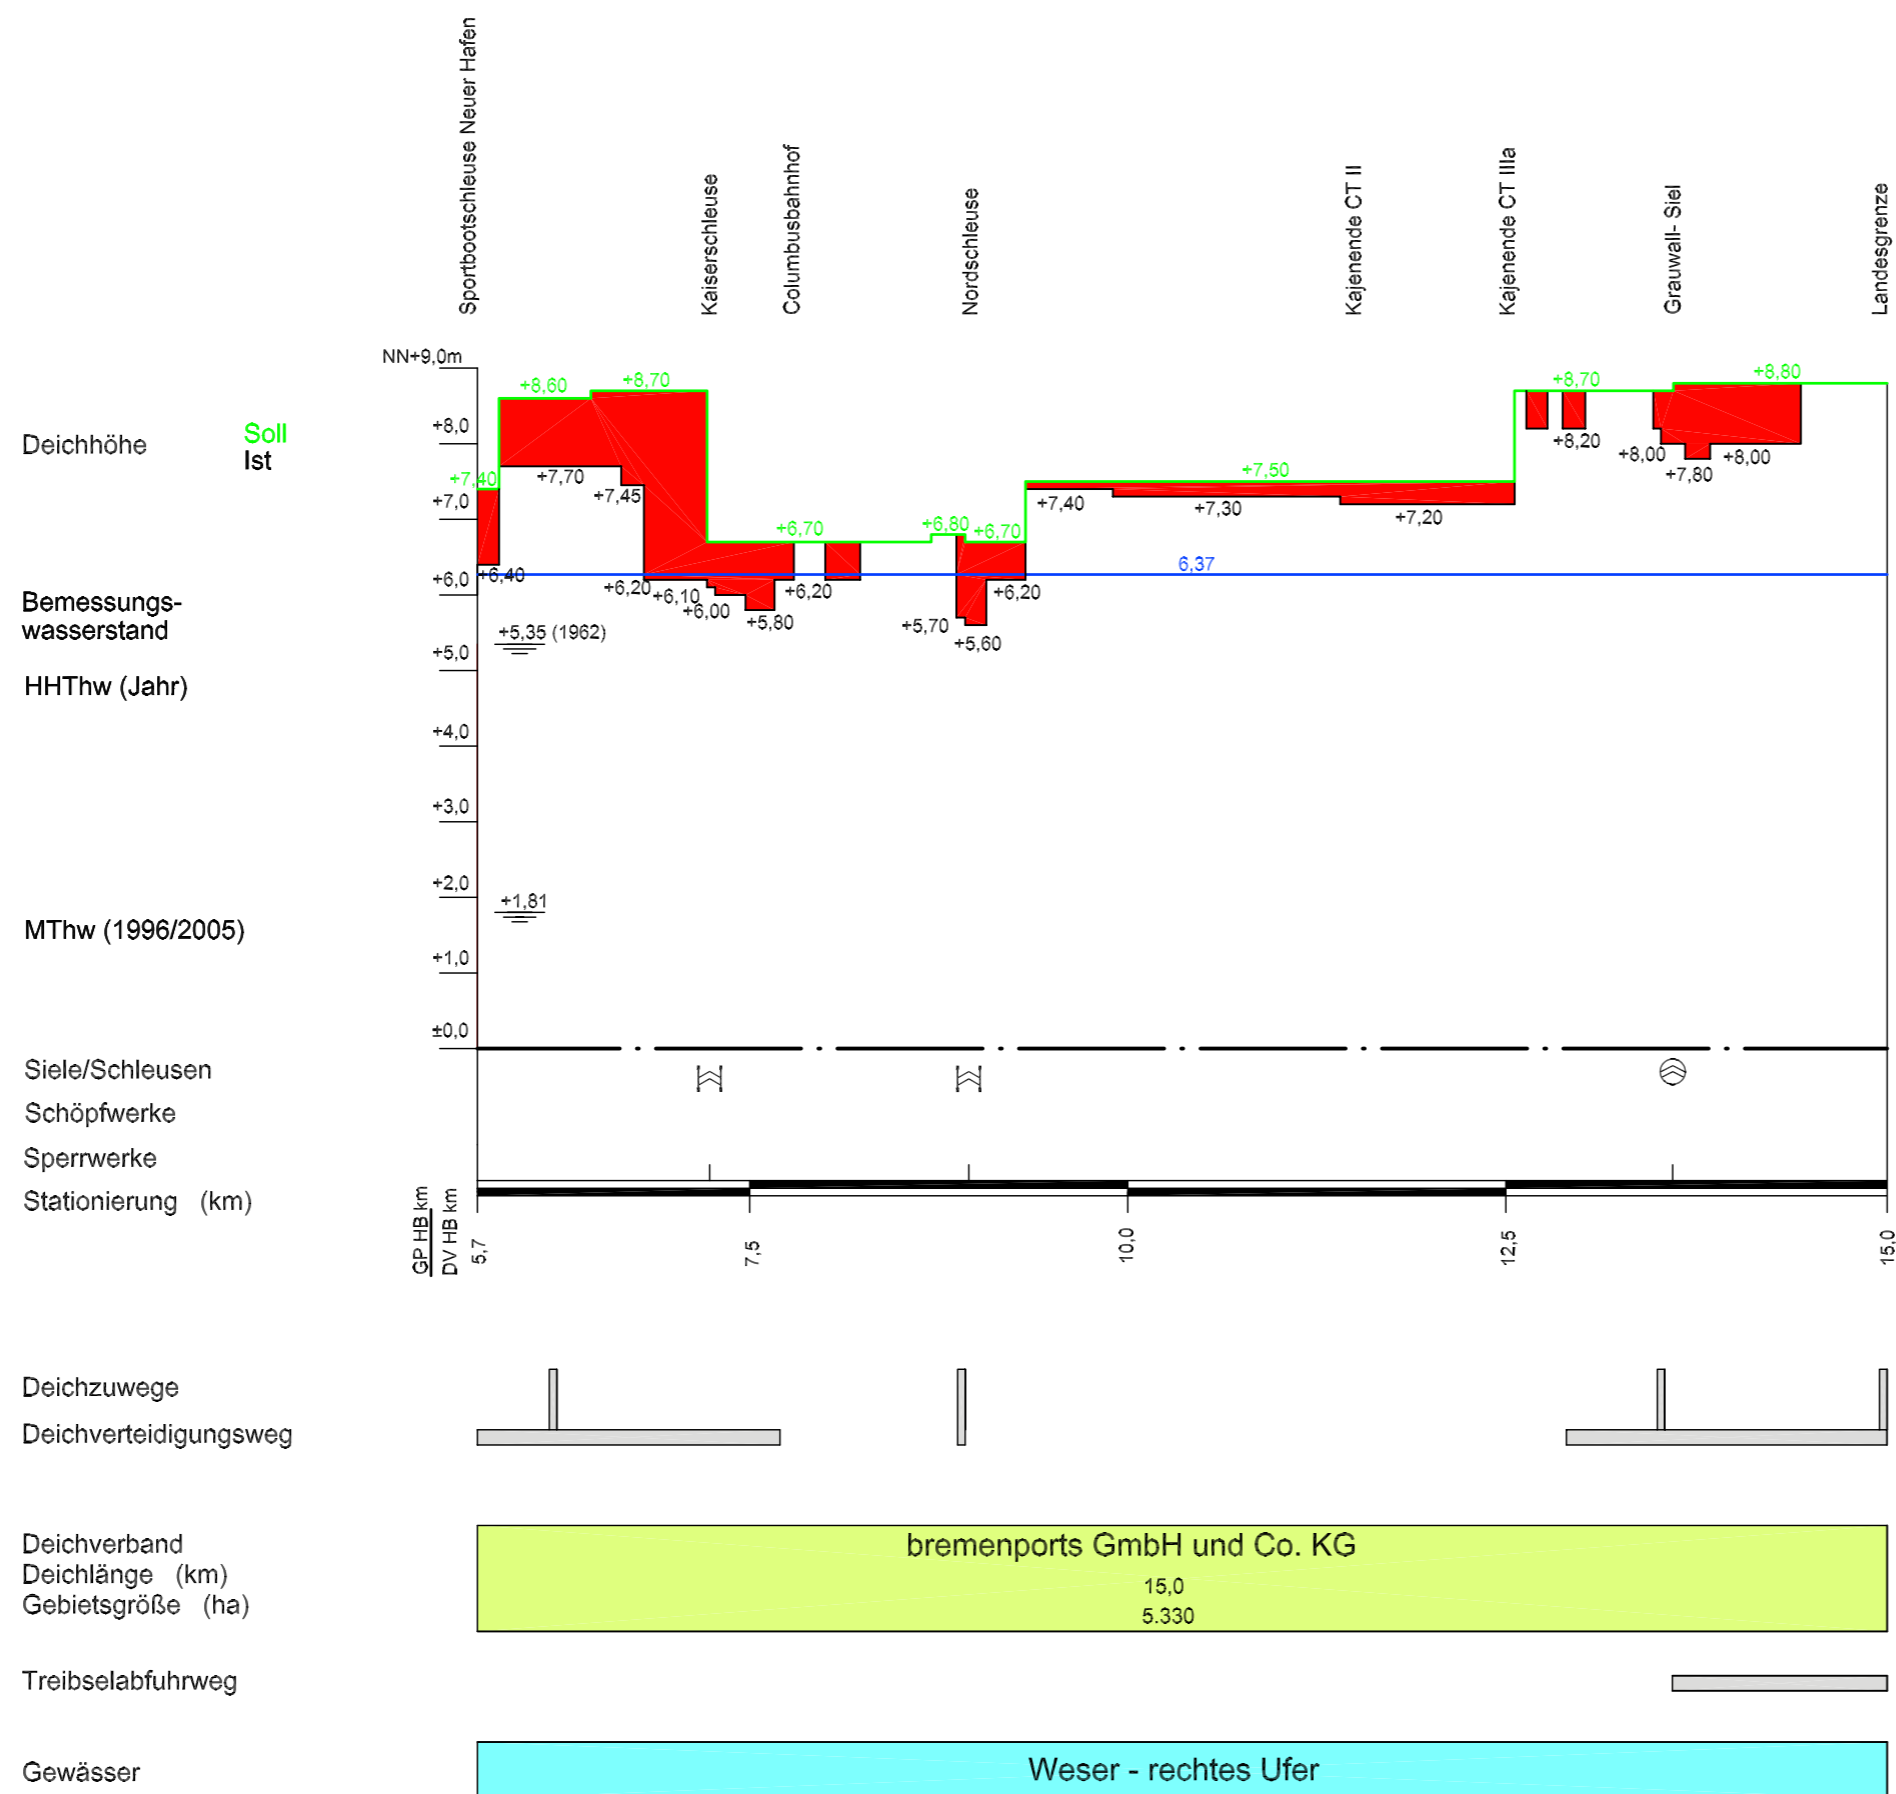 Sportbootschleuse Neuer Hafen
Kaiserschleuse
Columbusbahnhof
Nordschleuse
Kajenende CT II
Kajenende CT IIIa
Grauwall- Siel
Landesgrenze
NN+9,0m
+8,60
+8,70
+8,70
+8,80
Deichhöhe
Soll
Ist
+8,0
+8,20
+8,00
+7,80
+8,00
+7,40
+7,70
+7,45
+7,50
+7,0
+7,40
+7,30
+7,20
+6,70
+6,80
+6,70
6,37
+6,40
+6,0
+6,20
+6,10
+6,00
+5,80
+6,20
+5,70
+5,60
+6,20
Bemessungs-
wasserstand
+5,35 (1962)
+5,0
HHThw (Jahr)
+4,0
+3,0
+2,0
+1,81
MThw (1996/2005)
+1,0
±0,0
Siele/Schleusen
Schöpfwerke
Sperrwerke
Stationierung (km)
GP HB km
DV HB km
5,7
7,5
10,0
12,5
15,0
Deichzuwege
Deichverteidigungsweg
Deichverband
bremenports GmbH und Co. KG
Deichlänge (km)
15,0
Gebietsgröße (ha)
5.330
Treibselabfuhrweg
Gewässer
Weser - rechtes Ufer